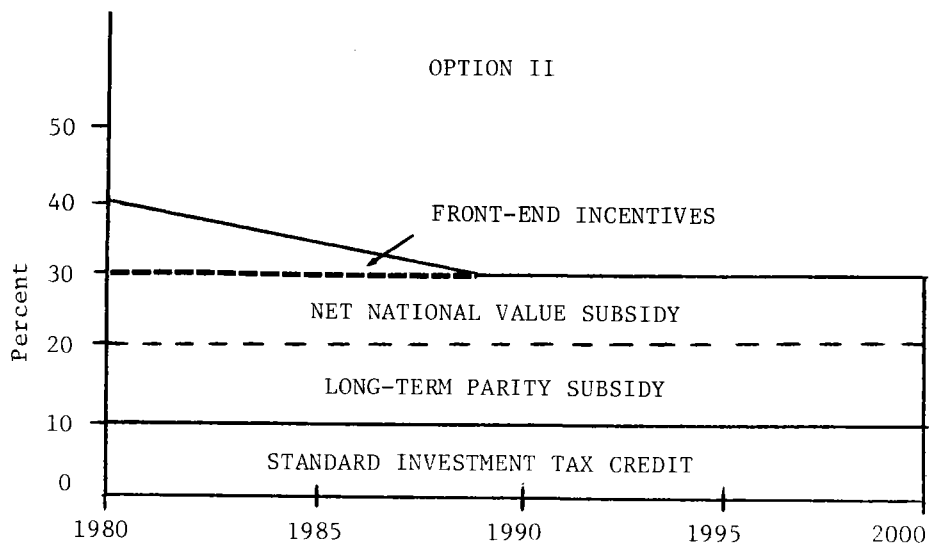 OPTION II
50
40
FRONT-END INCENTIVES
30
NET NATIONAL VALUE SUBSIDY
Percent
20
LONG-TERM PARITY SUBSIDY
10
STANDARD INVESTMENT TAX CREDIT
0
1980 1985 1990 1995 2000